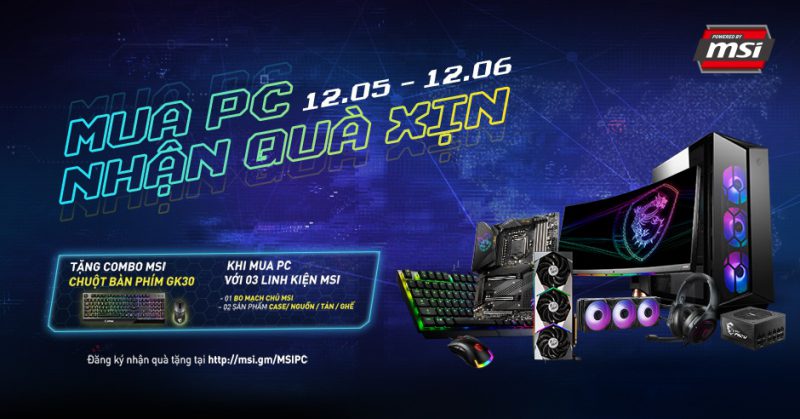 POWERED BY
msi
MUA PC 12.05 - 12.06
NHẬN QUÀ XỊN
TẶNG COMBO MSI
CHUỘT BÀN PHÍM GK30
KHI MUA PC
VỚI 03 LINH KIỆN MSI
- 01 BO MẠCH CHỦ MSI
- 02 SẢN PHẨM CASE/ NGUỒN / TẢN / GHẾ
Đăng ký nhận quà tặng tại http://msi.gm/MSIPC